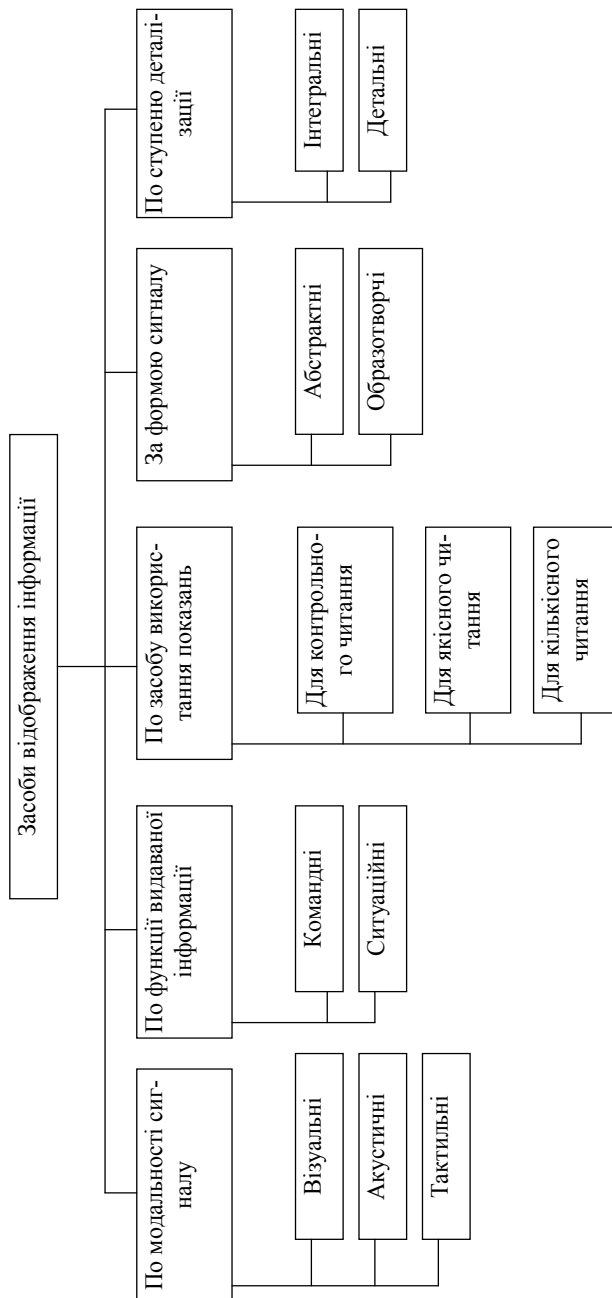 Засоби відображення інформації
По модальності сиг-
налу
Візуальні
Акустичні
Тактильні
По функції видаваної
інформації
Командні
Ситуаційні
По засобу викорис-
тання показань
Для контрольно-
го читання
Для якісного чи-
тання
Для кількісного
читання
За формою сигналу
Абстрактні
Образотворчі
По ступеню деталі-
зації
Інтегральні
Детальні